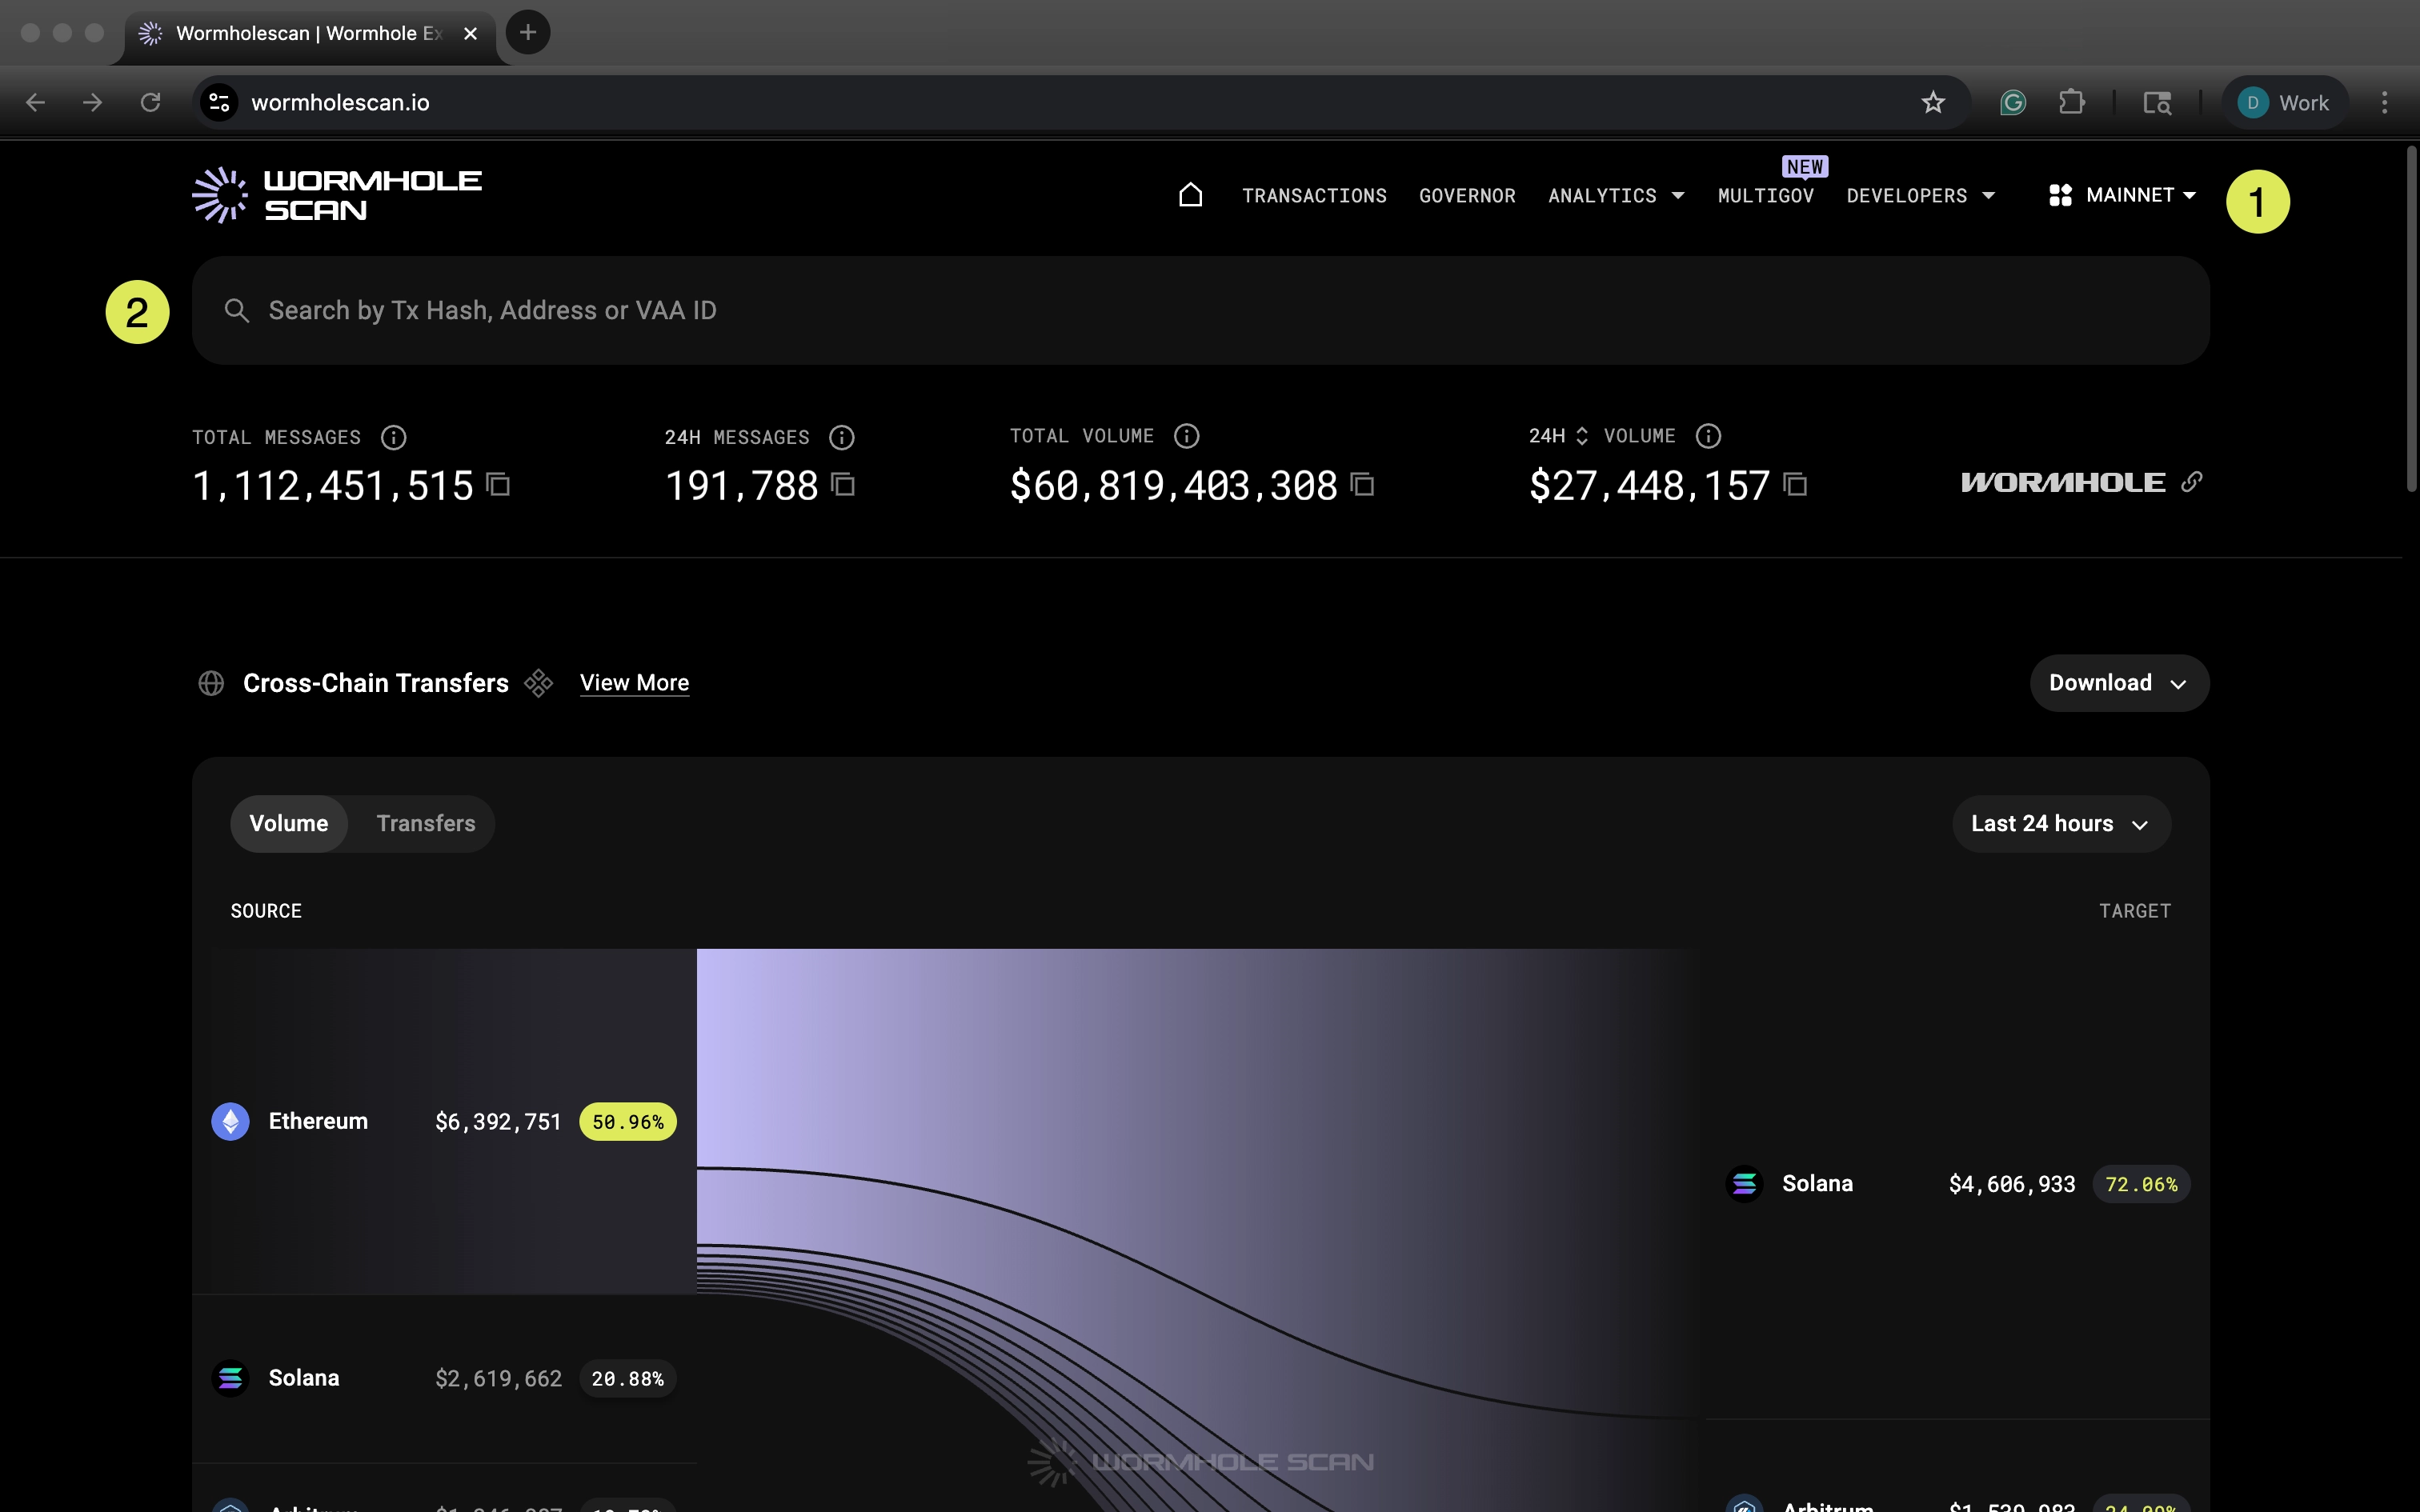 Wormholescan | Wormhole Ex
wormholescan.io
D Work
WORMHOLE SCAN
TRANSACTIONS GOVERNOR ANALYTICS MULTIGOV NEW DEVELOPERS MAINNET 1
2 Search by Tx Hash, Address or VAA ID
TOTAL MESSAGES 24H MESSAGES TOTAL VOLUME 24H VOLUME
1,112,451,515 191,788 $60,819,403,308 $27,448,157 WORMHOLE
Cross-Chain Transfers View More Download
Volume Transfers Last 24 hours
SOURCE TARGET
Ethereum $6,392,751 50.96%
Solana $4,606,933 72.06%
Solana $2,619,662 20.88%
WORMHOLE SCAN